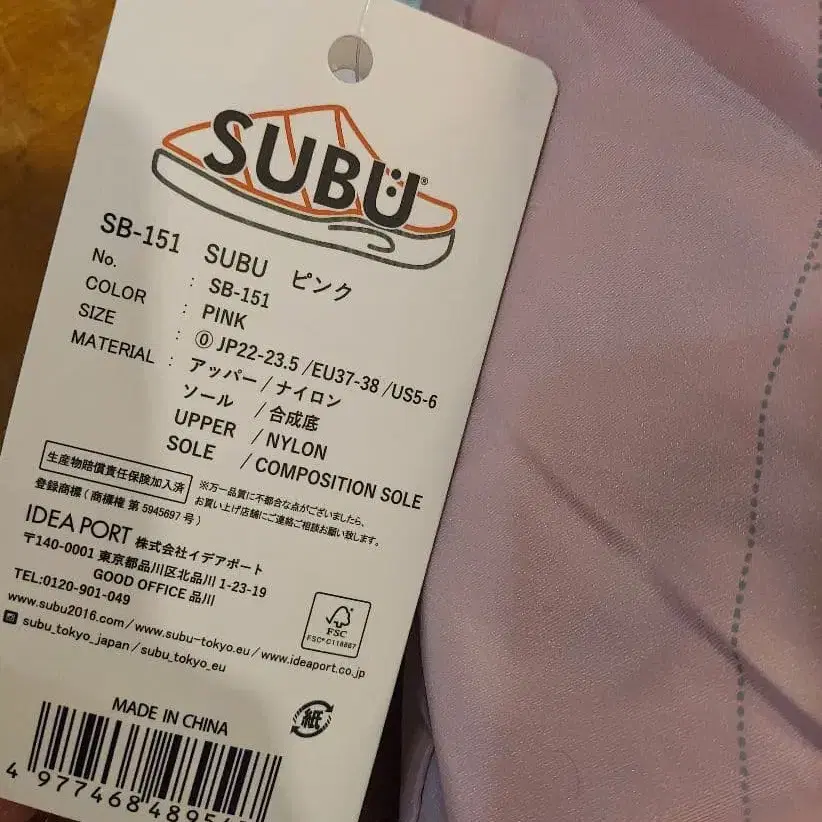 SUBU®
SB-151 SUBU ピンク
No. : SB-151
COLOR : PINK
SIZE : ⓪ JP22-23.5 /EU37-38 /US5-6
MATERIAL : アッパー / ナイロン
ソール / 合成底
UPPER / NYLON
SOLE / COMPOSITION SOLE
生産物賠償責任保険加入済
※万一品質に不都合な点がございましたら、
お買い上げ店舗にご連絡ご相談お願い致します。
登録商標 ( 商標権 第 5945697 号 )
IDEA PORT 株式会社イデアポート
〒140-0001 東京都品川区北品川 1-23-19
GOOD OFFICE 品川
TEL:0120-901-049
www.subu2016.com / www.subu-tokyo.eu / www.ideaport.co.jp
subu_tokyo_japan / subu_tokyo_eu
FSC
FSC® C118867
紙
MADE IN CHINA
4 977468